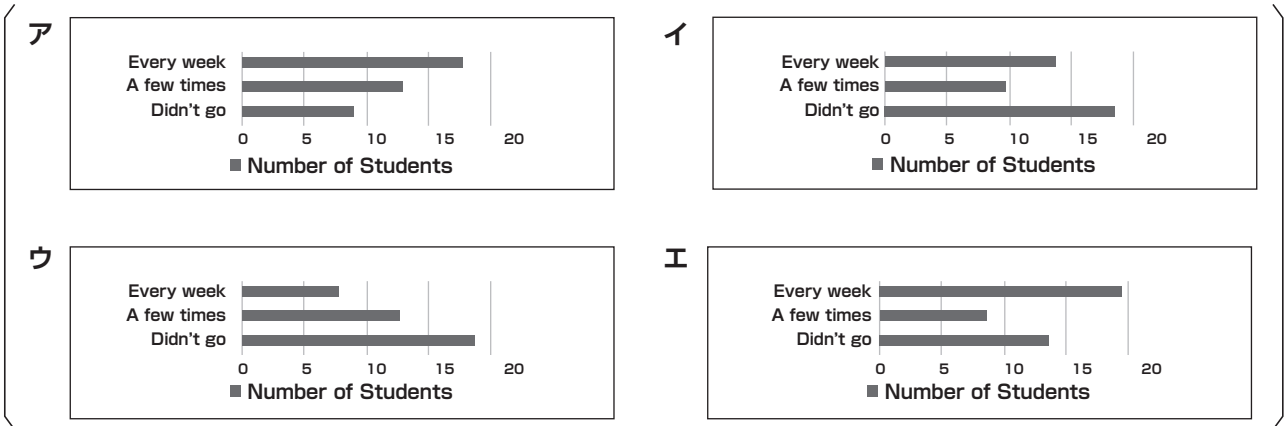 ア
Every week
A few times
Didn't go
0 5 10 15 20
Number of Students
イ
Every week
A few times
Didn't go
0 5 10 15 20
Number of Students
ウ
Every week
A few times
Didn't go
0 5 10 15 20
Number of Students
エ
Every week
A few times
Didn't go
0 5 10 15 20
Number of Students